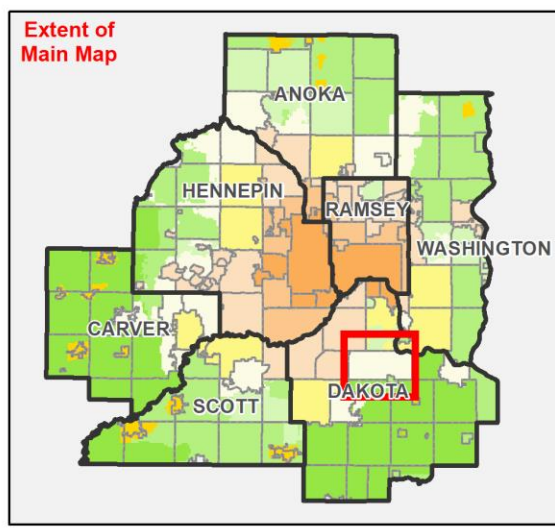 Extent of
Main Map
ANOKA
HENNEPIN
RAMSEY
WASHINGTON
CARVER
DAKOTA
SCOTT